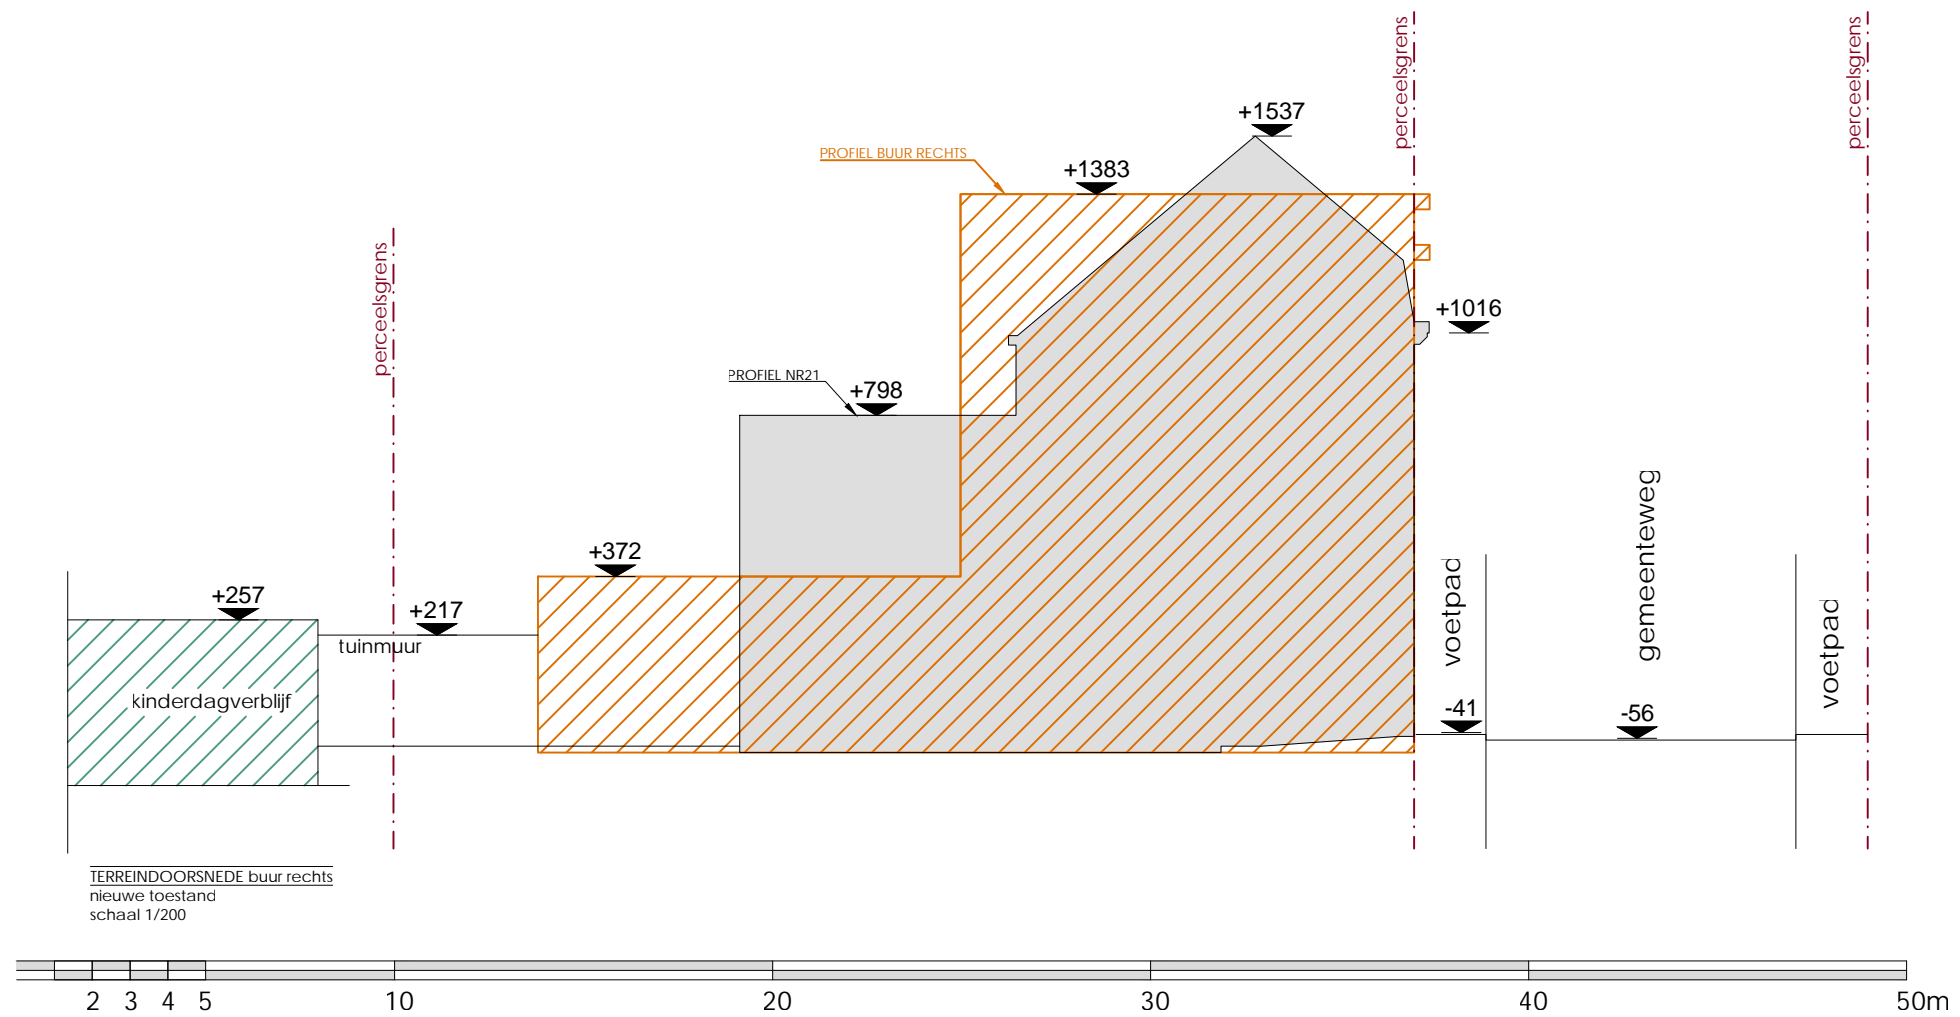 perceelsgrens
perceelsgrens
+1537
PROFIEL BUUR RECHTS
+1383
perceelsgrens
+1016
PROFIEL NR21
+798
gemeenteweg
+372
voetpad
+257
+217
voetpad
tuinmuur
kinderdagverblijf
-41
-56
TERREINDOORSNEDE buur rechts
nieuwe toestand
schaal 1/200
2 3 4 5 10 20 30 40 50m